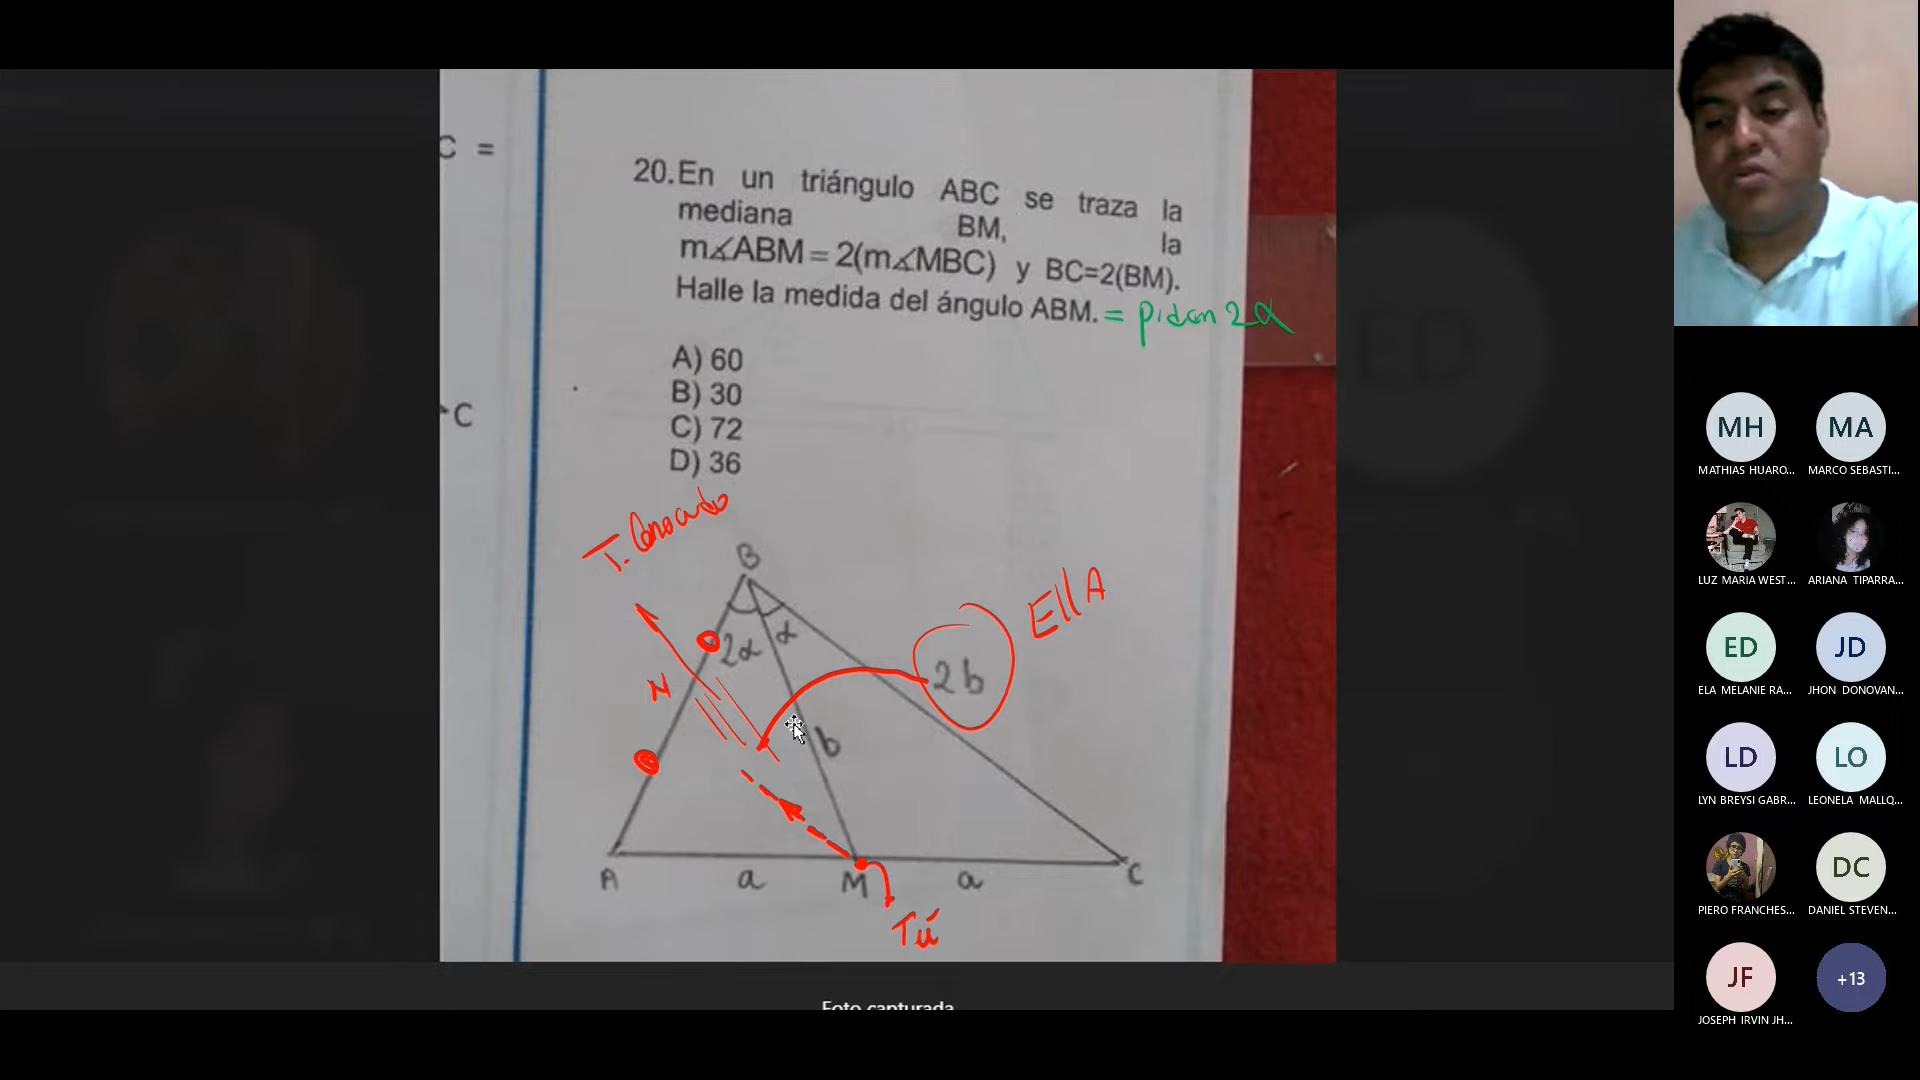 C =
20. En un triángulo ABC se traza la
mediana BM, la
m∡ABM = 2(m∡MBC) y BC=2(BM).
Halle la medida del ángulo ABM. = pidan 2α
A) 60
B) 30
C) 72
D) 36
C
B
2α
α
N
2b
EllA
b
A
a
M
a
C
Tú
Foto capturada
MH
MA
MATHIAS HUARO...
MARCO SEBASTI...
LUZ MARIA WEST...
ARIANA TIPARRA...
ED
JD
ELA MELANIE RA...
JHON DONOVAN...
LD
LO
LYN BREYSI GABR...
LEONELA MALLQ...
DC
PIERO FRANCHES...
DANIEL STEVEN...
JF
+13
JOSEPH IRVIN JH...